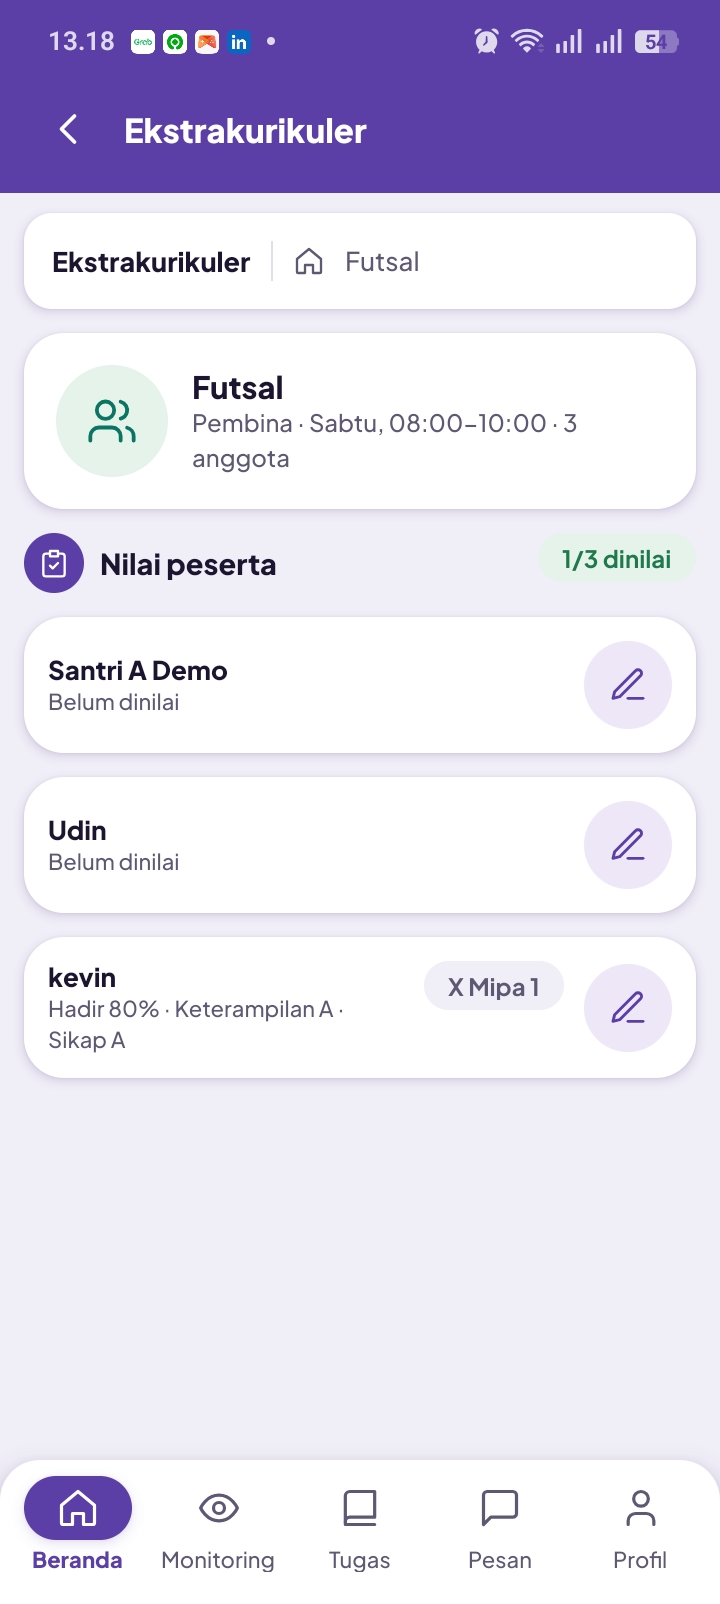 13.18
Grab
in
54
Ekstrakurikuler
Ekstrakurikuler
Futsal
Futsal
Pembina · Sabtu, 08:00–10:00 · 3
anggota
Nilai peserta
1/3 dinilai
Santri A Demo
Belum dinilai
Udin
Belum dinilai
kevin
X Mipa 1
Hadir 80% · Keterampilan A ·
Sikap A
Beranda
Monitoring
Tugas
Pesan
Profil